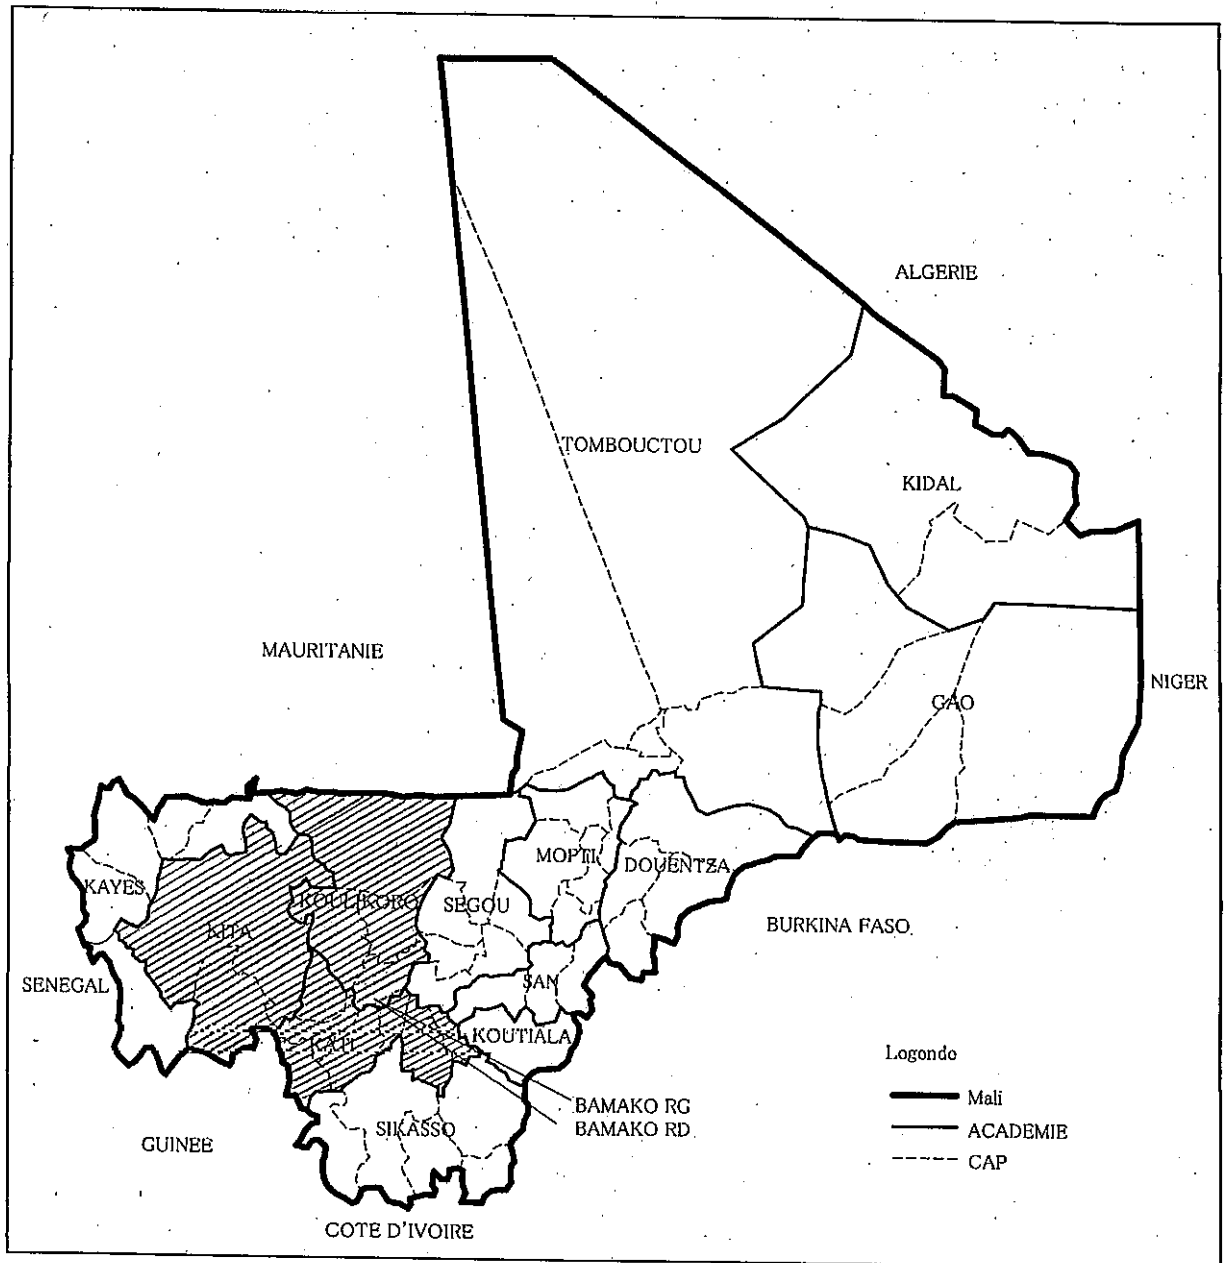 ALGERIE
TOMBOUCTOU
KIDAL
MAURITANIE
NIGER
GAO
MOPTI
DOUENTZA
KAYES
KOULIKORO
SEGOU
KITA
BURKINA FASO
SENEGAL
SAN
KOUTIALA
KATI
Logondo
Mali
BAMAKO RG
BAMAKO RD
ACADEMIE
SIKASSO
GUINEE
CAP
COTE D'IVOIRE